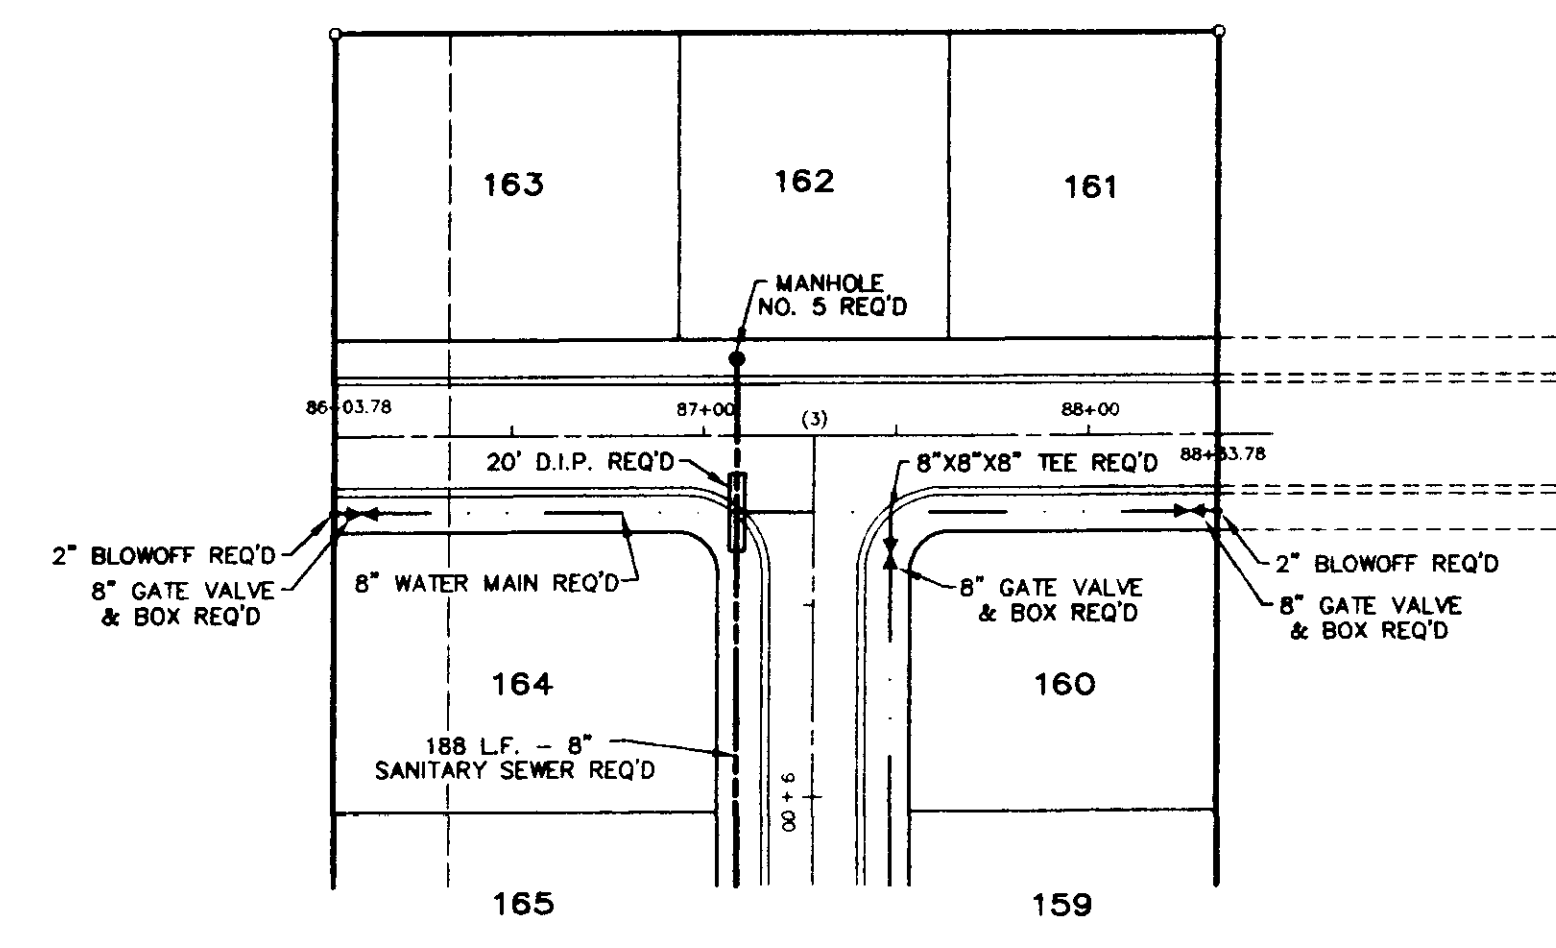 163
162
161
MANHOLE
NO. 5 REQ'D
86+03.78
87+00
(3)
88+00
88+33.78
20' D.I.P. REQ'D
8"X8"X8" TEE REQ'D
2" BLOWOFF REQ'D
8" GATE VALVE
& BOX REQ'D
8" WATER MAIN REQ'D
8" GATE VALVE
& BOX REQ'D
2" BLOWOFF REQ'D
8" GATE VALVE
& BOX REQ'D
164
160
188 L.F. - 8"
SANITARY SEWER REQ'D
9+00
165
159